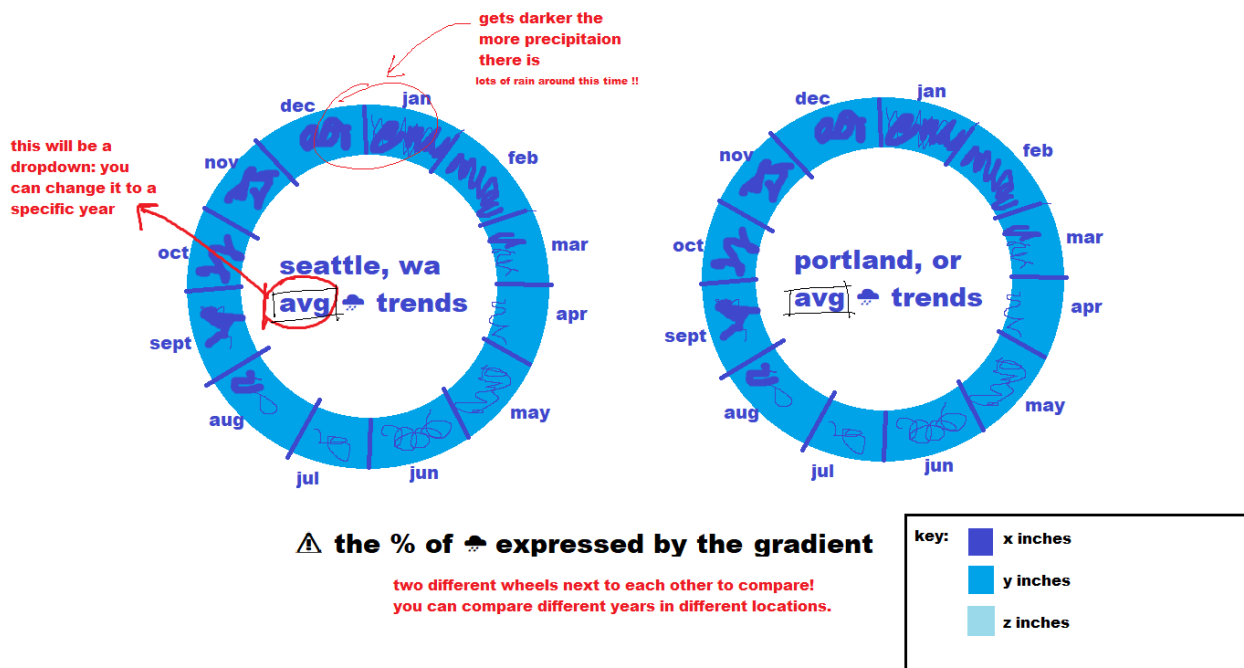 gets darker the
more precipitaion
there is
lots of rain around this time !!
this will be a
dropdown: you
can change it to a
specific year
dec
jan
nov
feb
oct
mar
sept
apr
aug
may
jul
jun
seattle, wa
avg trends
dec
jan
nov
feb
oct
mar
sept
apr
aug
may
jul
jun
portland, or
avg trends
⚠ the % of 🌧 expressed by the gradient
two different wheels next to each other to compare!
you can compare different years in different locations.
key:
x inches
y inches
z inches